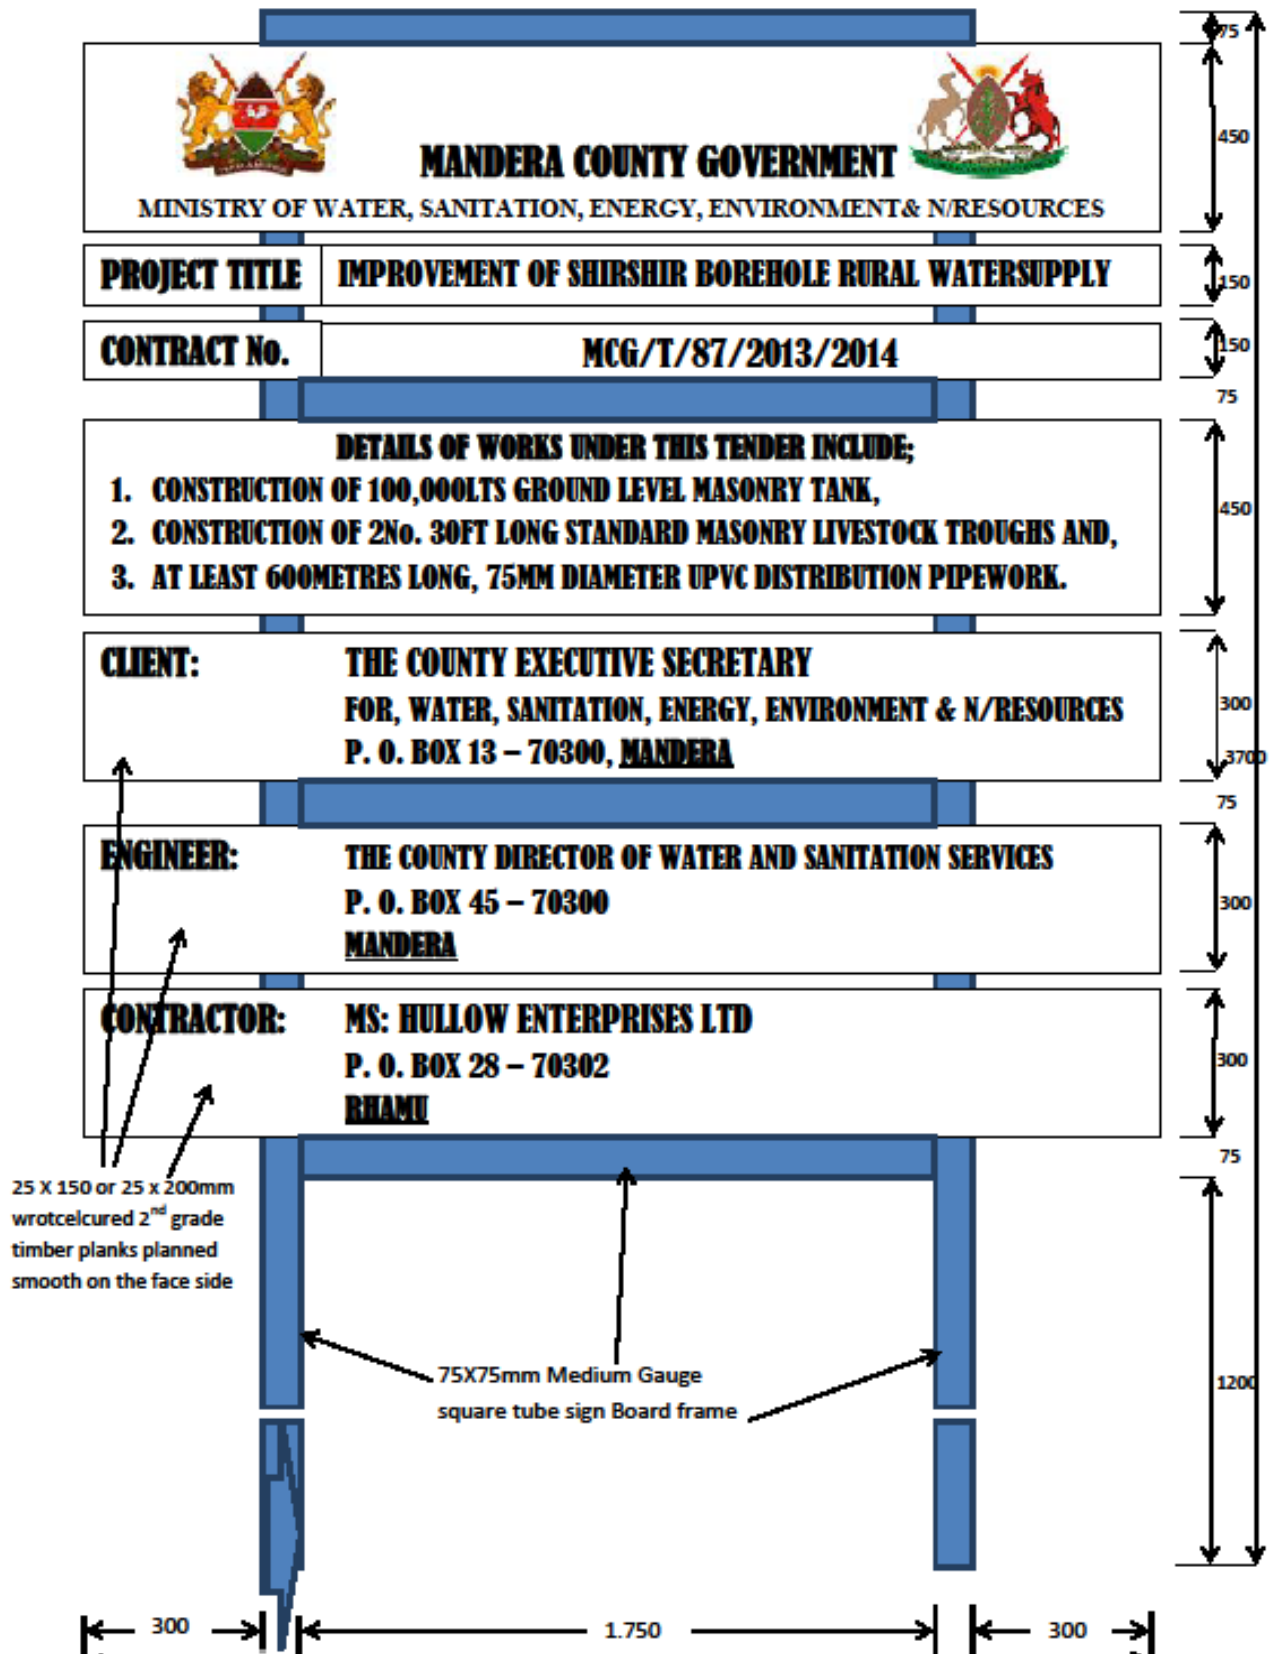 75
450
MANDERA COUNTY GOVERNMENT
MINISTRY OF WATER, SANITATION, ENERGY, ENVIRONMENT& N/RESOURCES
PROJECT TITLE IMPROVEMENT OF SHIRSHIR BOREHOLE RURAL WATERSUPPLY
150
CONTRACT No. MCG/T/87/2013/2014
150
75
DETAILS OF WORKS UNDER THIS TENDER INCLUDE;
1. CONSTRUCTION OF 100,000LTS GROUND LEVEL MASONRY TANK,
2. CONSTRUCTION OF 2No. 30FT LONG STANDARD MASONRY LIVESTOCK TROUGHS AND,
3. AT LEAST 600METRES LONG, 75MM DIAMETER UPVC DISTRIBUTION PIPEWORK.
450
CLIENT: THE COUNTY EXECUTIVE SECRETARY
FOR, WATER, SANITATION, ENERGY, ENVIRONMENT & N/RESOURCES
P. O. BOX 13 – 70300, MANDERA
300
3700
75
ENGINEER: THE COUNTY DIRECTOR OF WATER AND SANITATION SERVICES
P. O. BOX 45 – 70300
MANDERA
300
CONTRACTOR: MS: HULLOW ENTERPRISES LTD
P. O. BOX 28 – 70302
RHAMU
300
75
25 X 150 or 25 x 200mm
wrotcelcured 2nd grade
timber planks planned
smooth on the face side
75X75mm Medium Gauge
square tube sign Board frame
1200
300 1.750 300